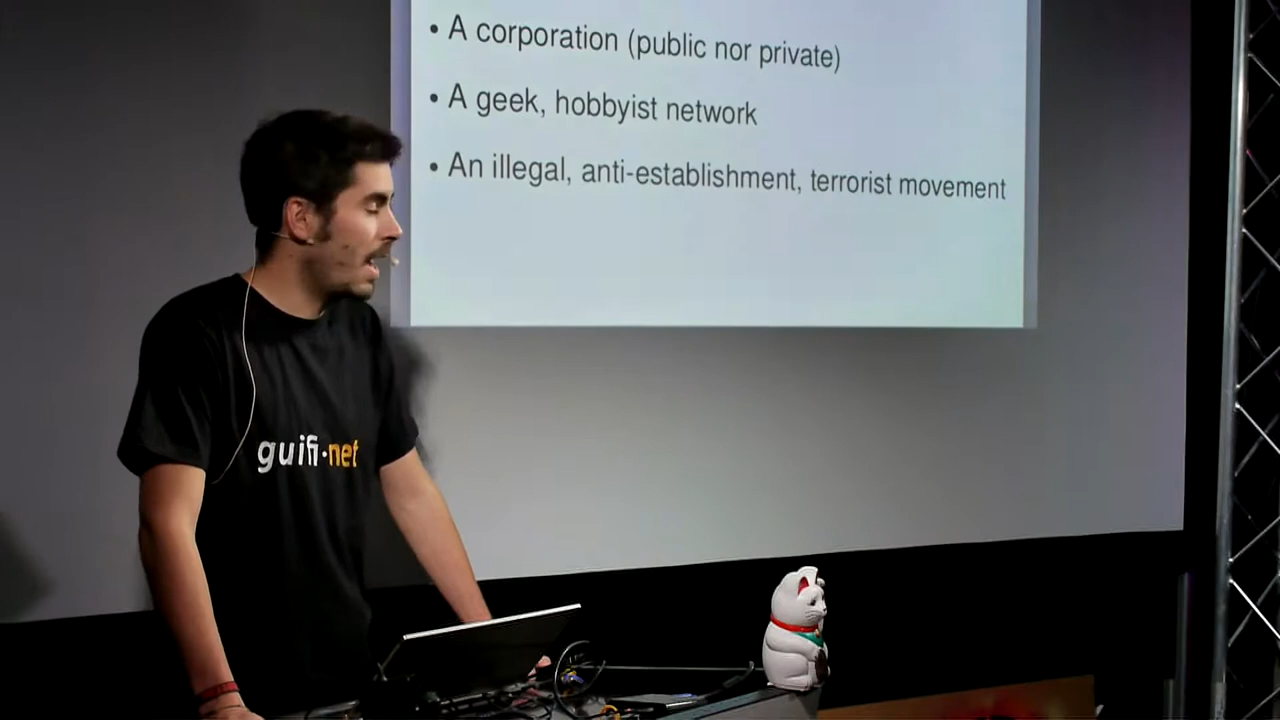 • A corporation (public nor private)
• A geek, hobbyist network
• An illegal, anti-establishment, terrorist movement
guifi·net